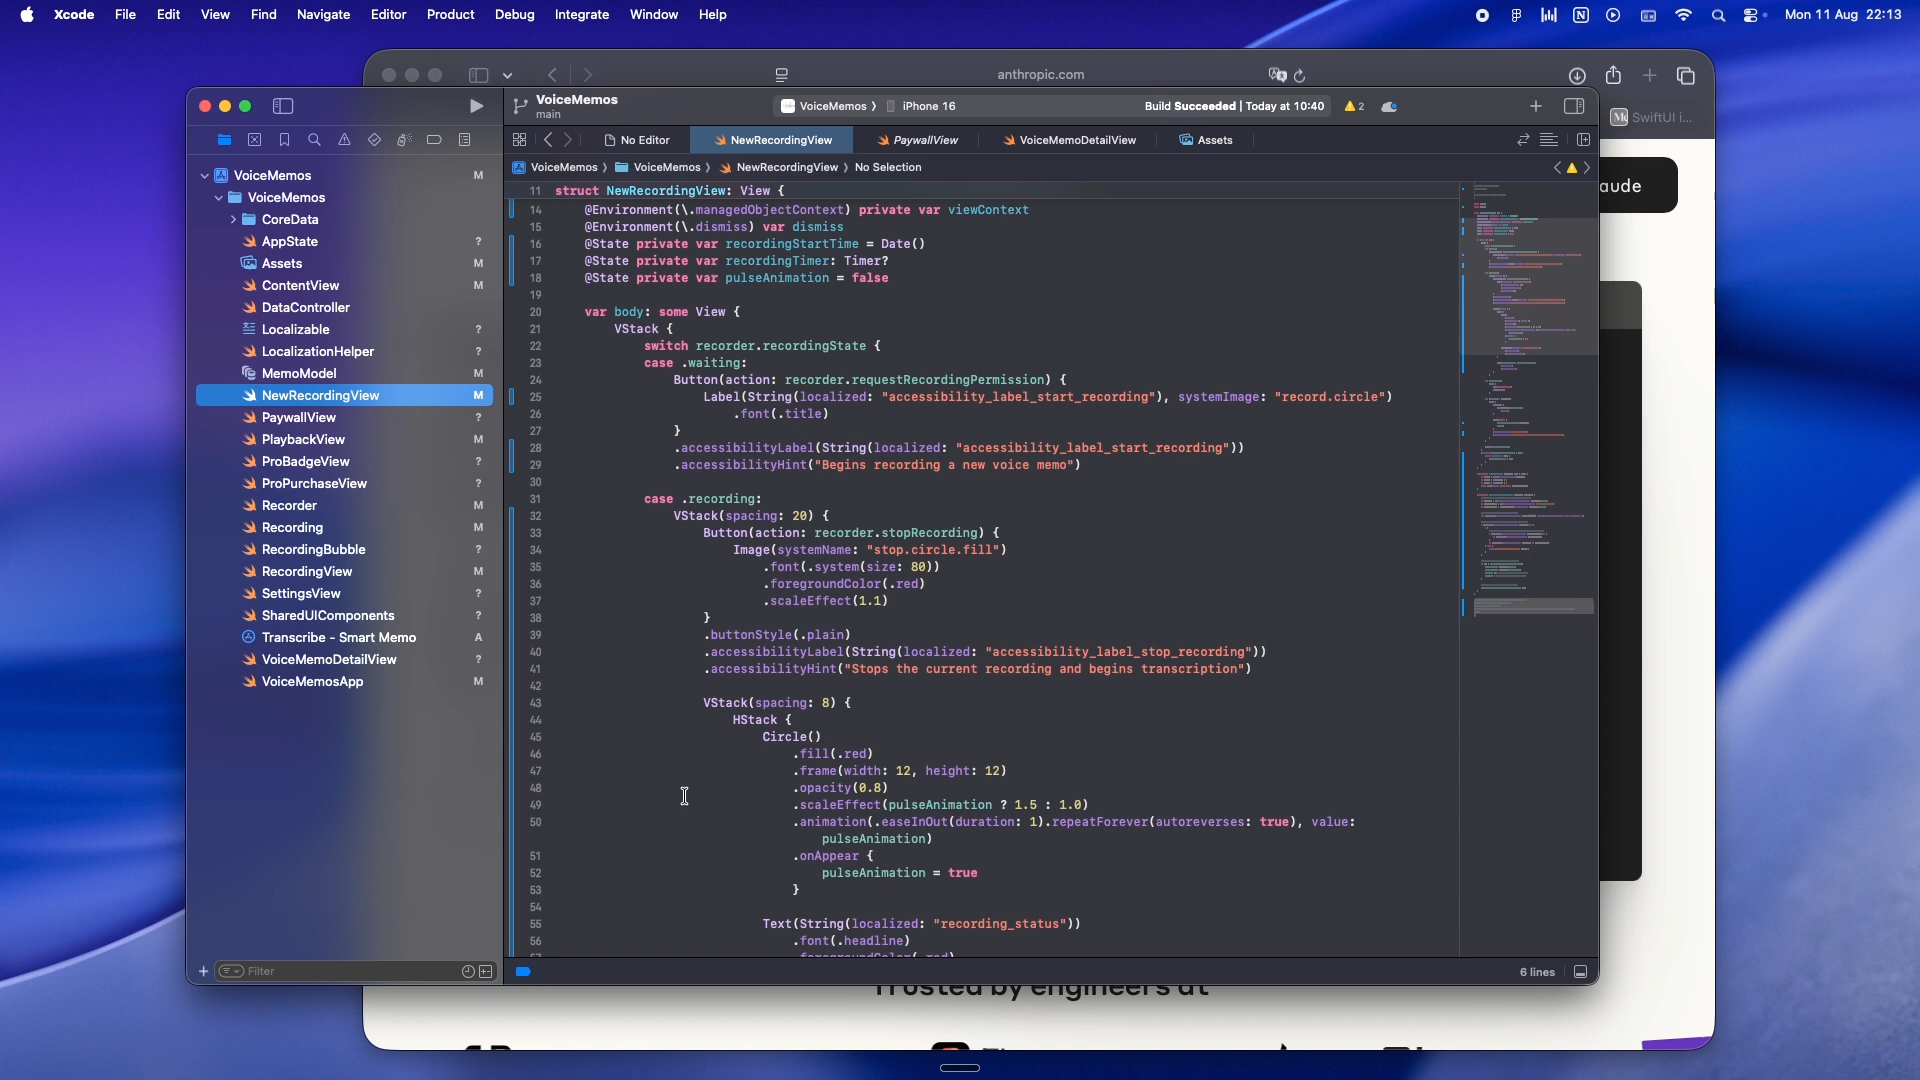 Xcode File Edit View Find Navigate Editor Product Debug Integrate Window Help
Mon 11 Aug 22:13
anthropic.com
SwiftUI i...
aude
VoiceMemos
main
VoiceMemos 〉 iPhone 16
Build Succeeded | Today at 10:40
2
No Editor
NewRecordingView
PaywallView
VoiceMemoDetailView
Assets
VoiceMemos 〉 VoiceMemos 〉 NewRecordingView 〉 No Selection
VoiceMemos M
VoiceMemos
CoreData
AppState ?
Assets M
ContentView M
DataController
Localizable ?
LocalizationHelper ?
MemoModel M
NewRecordingView M
PaywallView ?
PlaybackView M
ProBadgeView ?
ProPurchaseView ?
Recorder M
Recording M
RecordingBubble ?
RecordingView M
SettingsView ?
SharedUIComponents ?
Transcribe - Smart Memo A
VoiceMemoDetailView ?
VoiceMemosApp M
Filter
11 struct NewRecordingView: View {
14 @Environment(\.managedObjectContext) private var viewContext
15 @Environment(\.dismiss) var dismiss
16 @State private var recordingStartTime = Date()
17 @State private var recordingTimer: Timer?
18 @State private var pulseAnimation = false
19
20 var body: some View {
21 VStack {
22 switch recorder.recordingState {
23 case .waiting:
24 Button(action: recorder.requestRecordingPermission) {
25 Label(String(localized: "accessibility_label_start_recording"), systemImage: "record.circle")
26 .font(.title)
27 }
28 .accessibilityLabel(String(localized: "accessibility_label_start_recording"))
29 .accessibilityHint("Begins recording a new voice memo")
30
31 case .recording:
32 VStack(spacing: 20) {
33 Button(action: recorder.stopRecording) {
34 Image(systemName: "stop.circle.fill")
35 .font(.system(size: 80))
36 .foregroundColor(.red)
37 .scaleEffect(1.1)
38 }
39 .buttonStyle(.plain)
40 .accessibilityLabel(String(localized: "accessibility_label_stop_recording"))
41 .accessibilityHint("Stops the current recording and begins transcription")
42
43 VStack(spacing: 8) {
44 HStack {
45 Circle()
46 .fill(.red)
47 .frame(width: 12, height: 12)
48 .opacity(0.8)
49 .scaleEffect(pulseAnimation ? 1.5 : 1.0)
50 .animation(.easeInOut(duration: 1).repeatForever(autoreverses: true), value:
pulseAnimation)
51 .onAppear {
52 pulseAnimation = true
53 }
54
55 Text(String(localized: "recording_status"))
56 .font(.headline)
57 .foregroundColor(.red)
6 lines
Trusted by engineers at